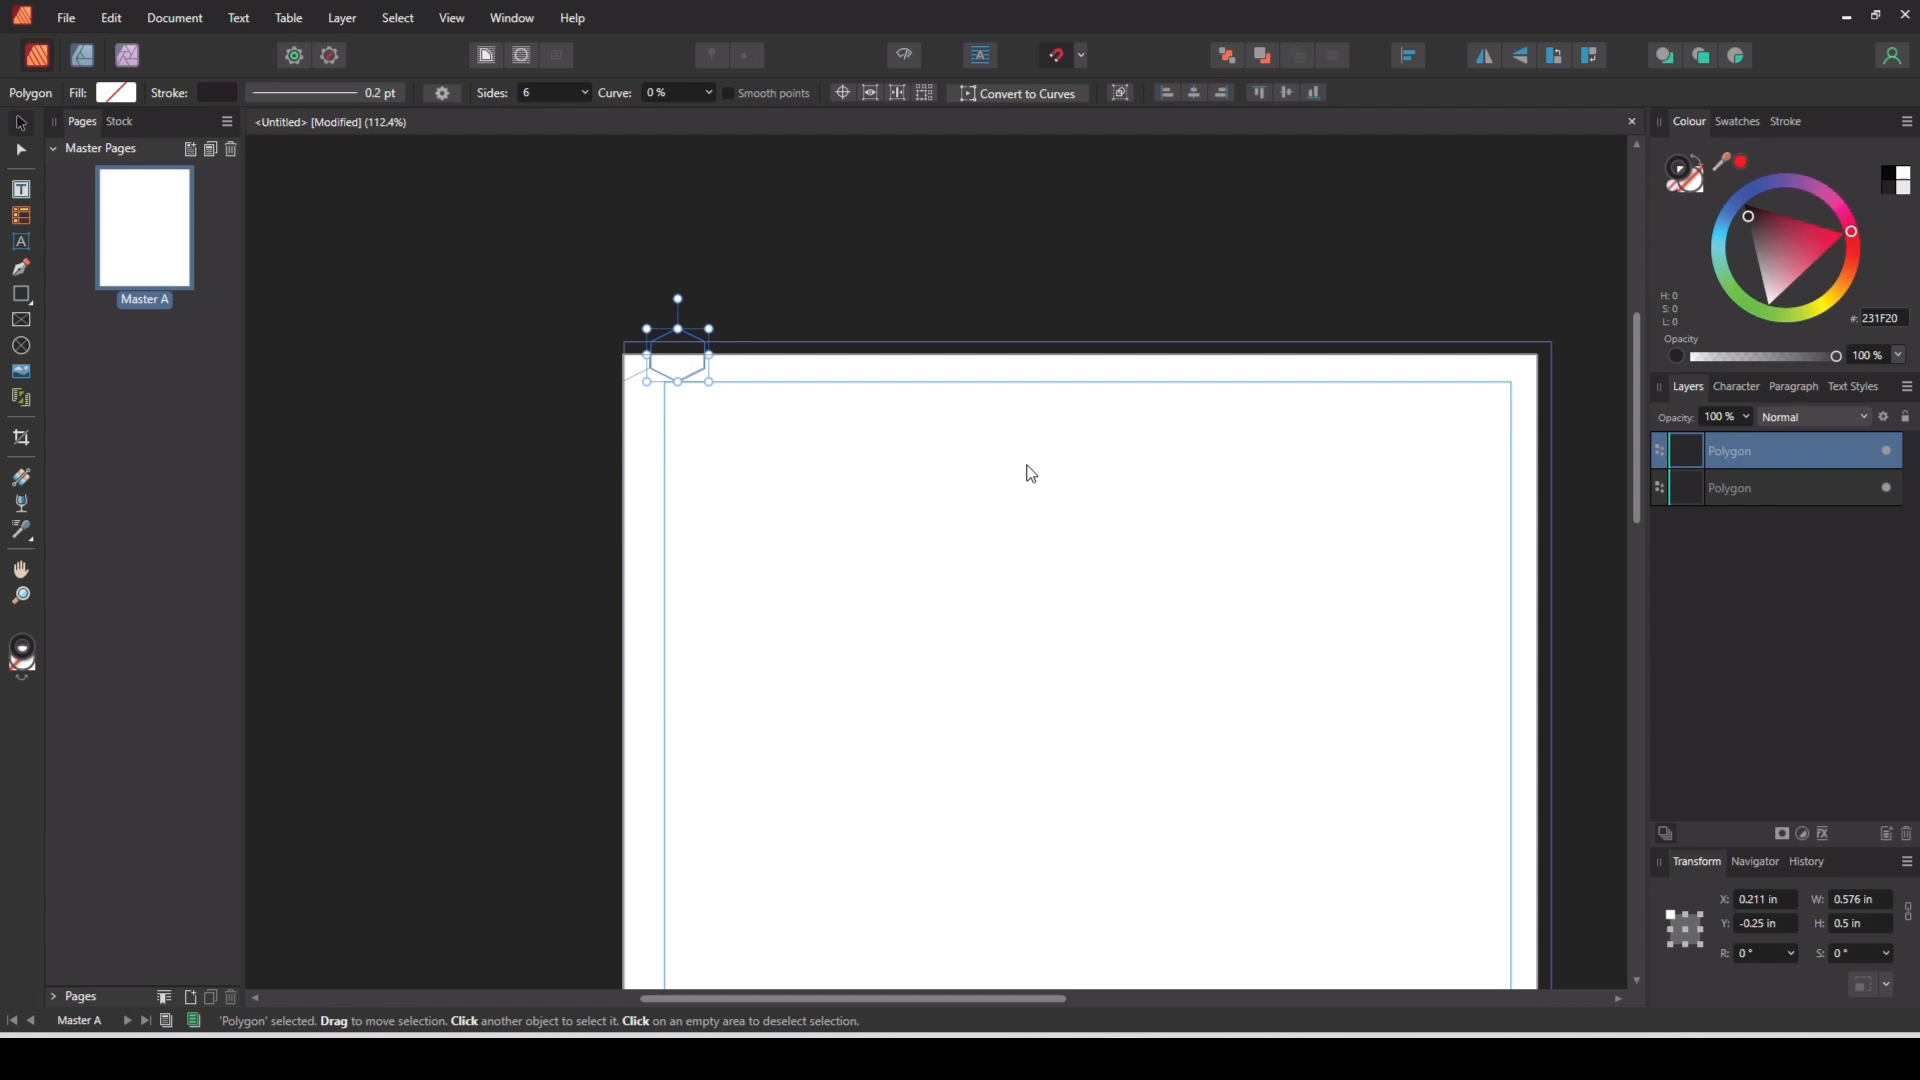 File Edit Document Text Table Layer Select View Window Help
Polygon Fill: Stroke: 0.2 pt Sides: 6 Curve: 0 % Smooth points Convert to Curves
Pages Stock
<Untitled> [Modified] (112.4%)
Colour Swatches Stroke
Master Pages
Master A
H: 0
S: 0
L: 0
#: 231F20
Opacity
100 %
Layers Character Paragraph Text Styles
Opacity: 100 % Normal
Polygon
Polygon
Transform Navigator History
X: 0.211 in W: 0.576 in
Y: -0.25 in H: 0.5 in
R: 0 ° S: 0 °
Pages
Master A 'Polygon' selected. Drag to move selection. Click another object to select it. Click on an empty area to deselect selection.